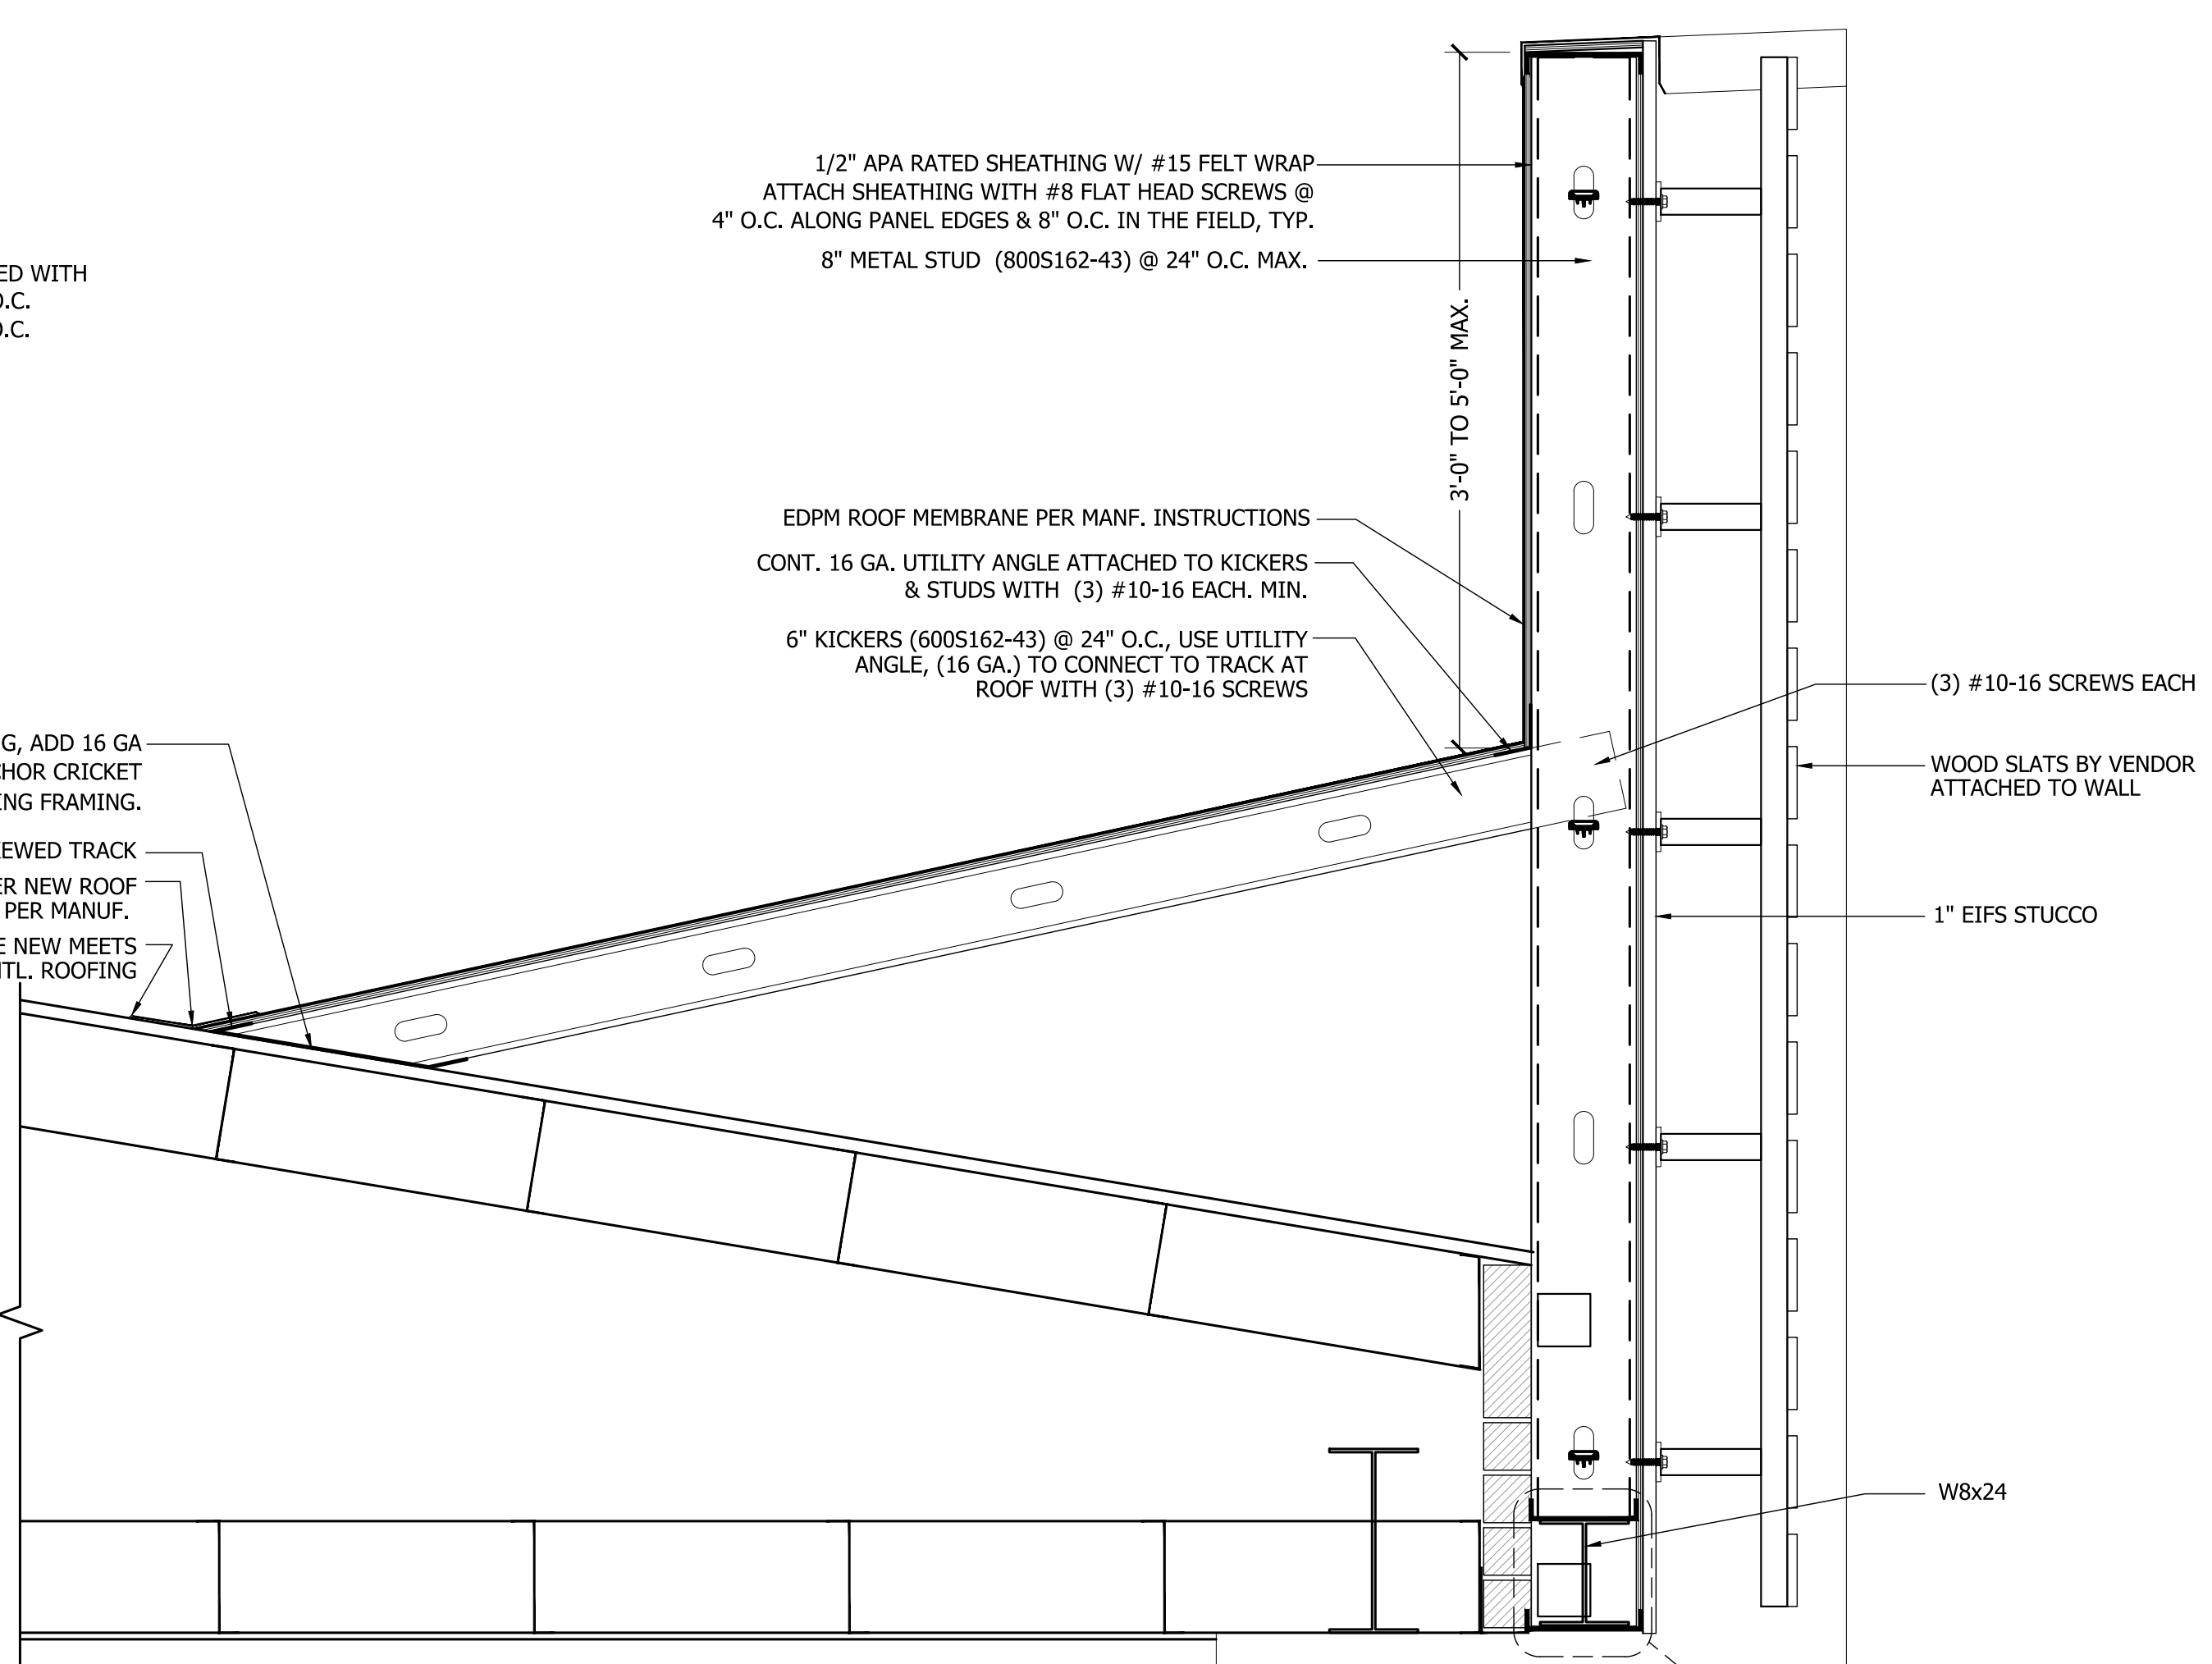 1/2" APA RATED SHEATHING W/ #15 FELT WRAP
ATTACH SHEATHING WITH #8 FLAT HEAD SCREWS @
4" O.C. ALONG PANEL EDGES & 8" O.C. IN THE FIELD, TYP.
8" METAL STUD (800S162-43) @ 24" O.C. MAX.
WITH
O.C.
O.C.
3'-0" TO 5'-0" MAX.
EDPM ROOF MEMBRANE PER MANF. INSTRUCTIONS
CONT. 16 GA. UTILITY ANGLE ATTACHED TO KICKERS
& STUDS WITH (3) #10-16 EACH. MIN.
6" KICKERS (600S162-43) @ 24" O.C., USE UTILITY
ANGLE, (16 GA.) TO CONNECT TO TRACK AT
ROOF WITH (3) #10-16 SCREWS
(3) #10-16 SCREWS EACH
WOOD SLATS BY VENDOR
ATTACHED TO WALL
G, ADD 16 GA
CHOR CRICKET
ING FRAMING.
EWED TRACK
ER NEW ROOF
PER MANUF.
E NEW MEETS
NTL. ROOFING
1" EIFS STUCCO
W8x24